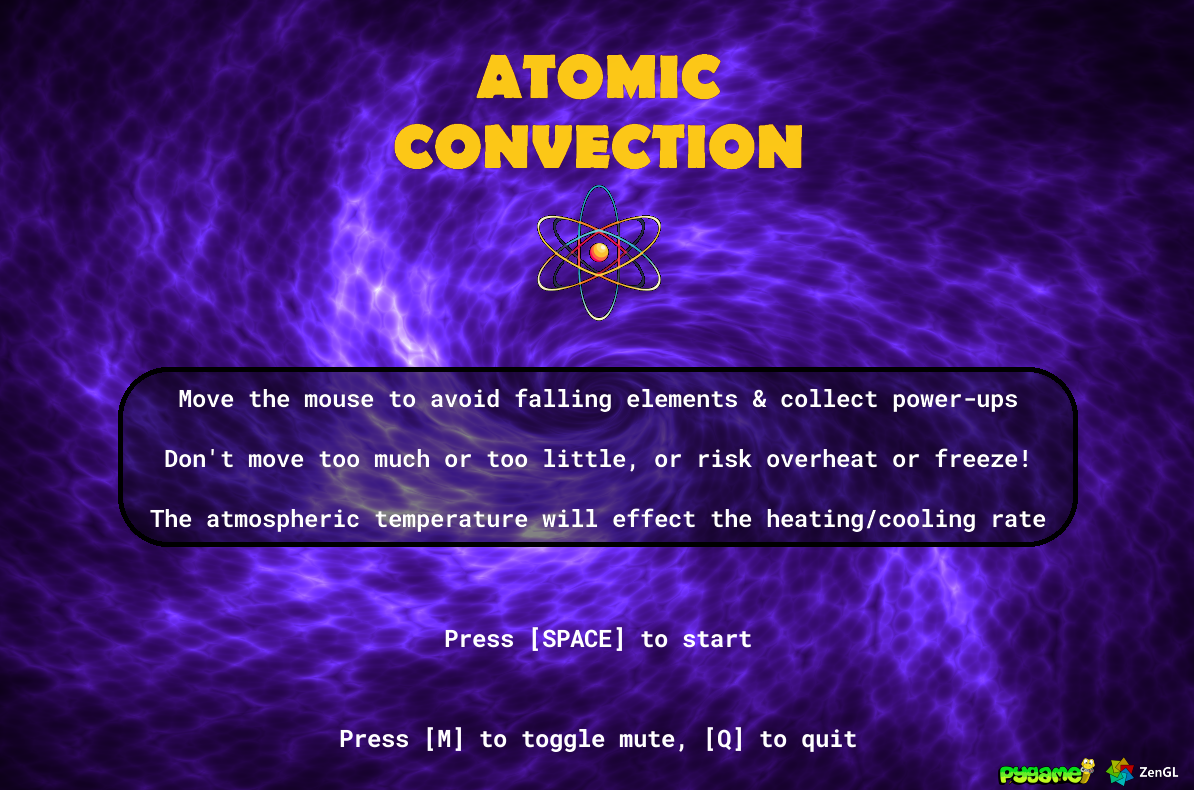 ATOMIC
CONVECTION
Move the mouse to avoid falling elements & collect power-ups
Don't move too much or too little, or risk overheat or freeze!
The atmospheric temperature will effect the heating/cooling rate
Press [SPACE] to start
Press [M] to toggle mute, [Q] to quit
pygame ZenGL